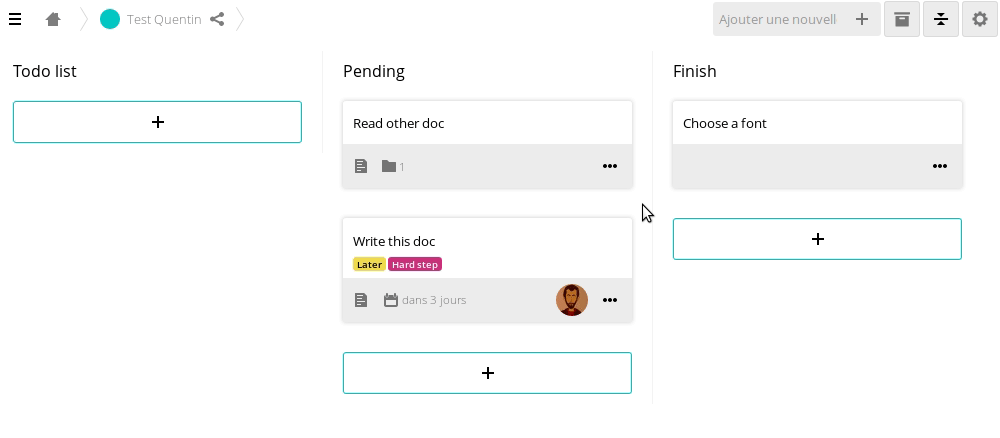 Test Quentin
Ajouter une nouvell
Todo list
Pending
Read other doc
1
Write this doc
Later Hard step
dans 3 jours
Finish
Choose a font